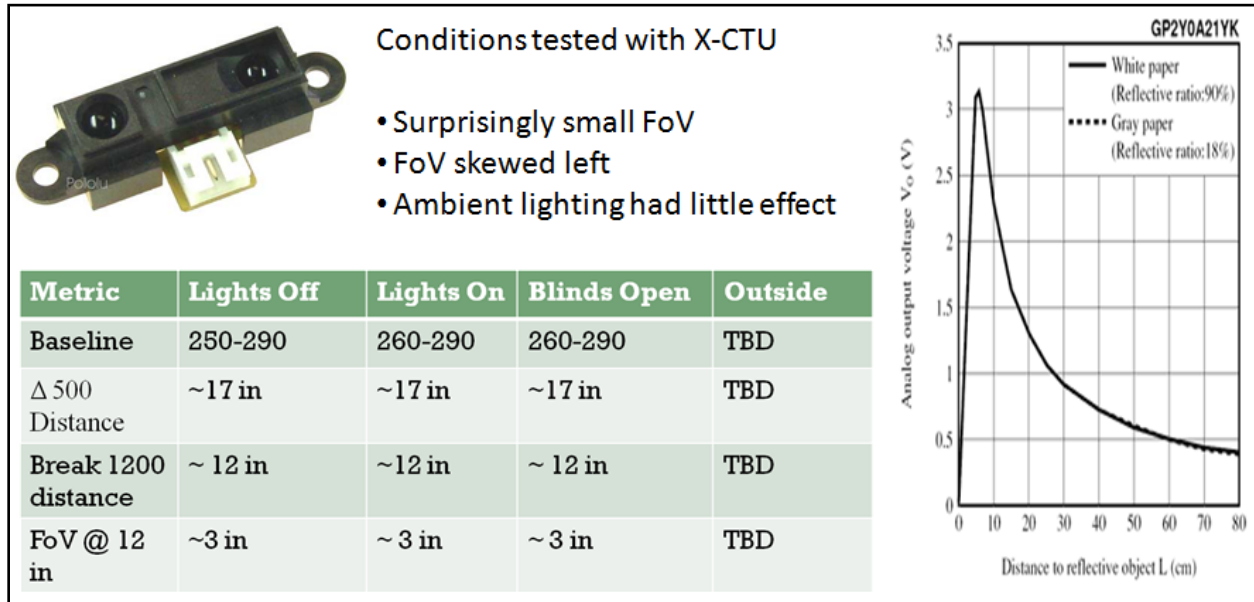 Conditions tested with X-CTU
• Surprisingly small FoV
• FoV skewed left
• Ambient lighting had little effect
Pololu
Metric Lights Off Lights On Blinds Open Outside
Baseline 250-290 260-290 260-290 TBD
Δ 500
Distance ~17 in ~17 in ~17 in TBD
Break 1200
distance ~ 12 in ~12 in ~ 12 in TBD
FoV @ 12
in ~3 in ~ 3 in ~ 3 in TBD
GP2Y0A21YK
White paper
(Reflective ratio:90%)
Gray paper
(Reflective ratio:18%)
Analog output voltage VO (V)
3.5
3
2.5
2
1.5
1
0.5
0
0 10 20 30 40 50 60 70 80
Distance to reflective object L (cm)